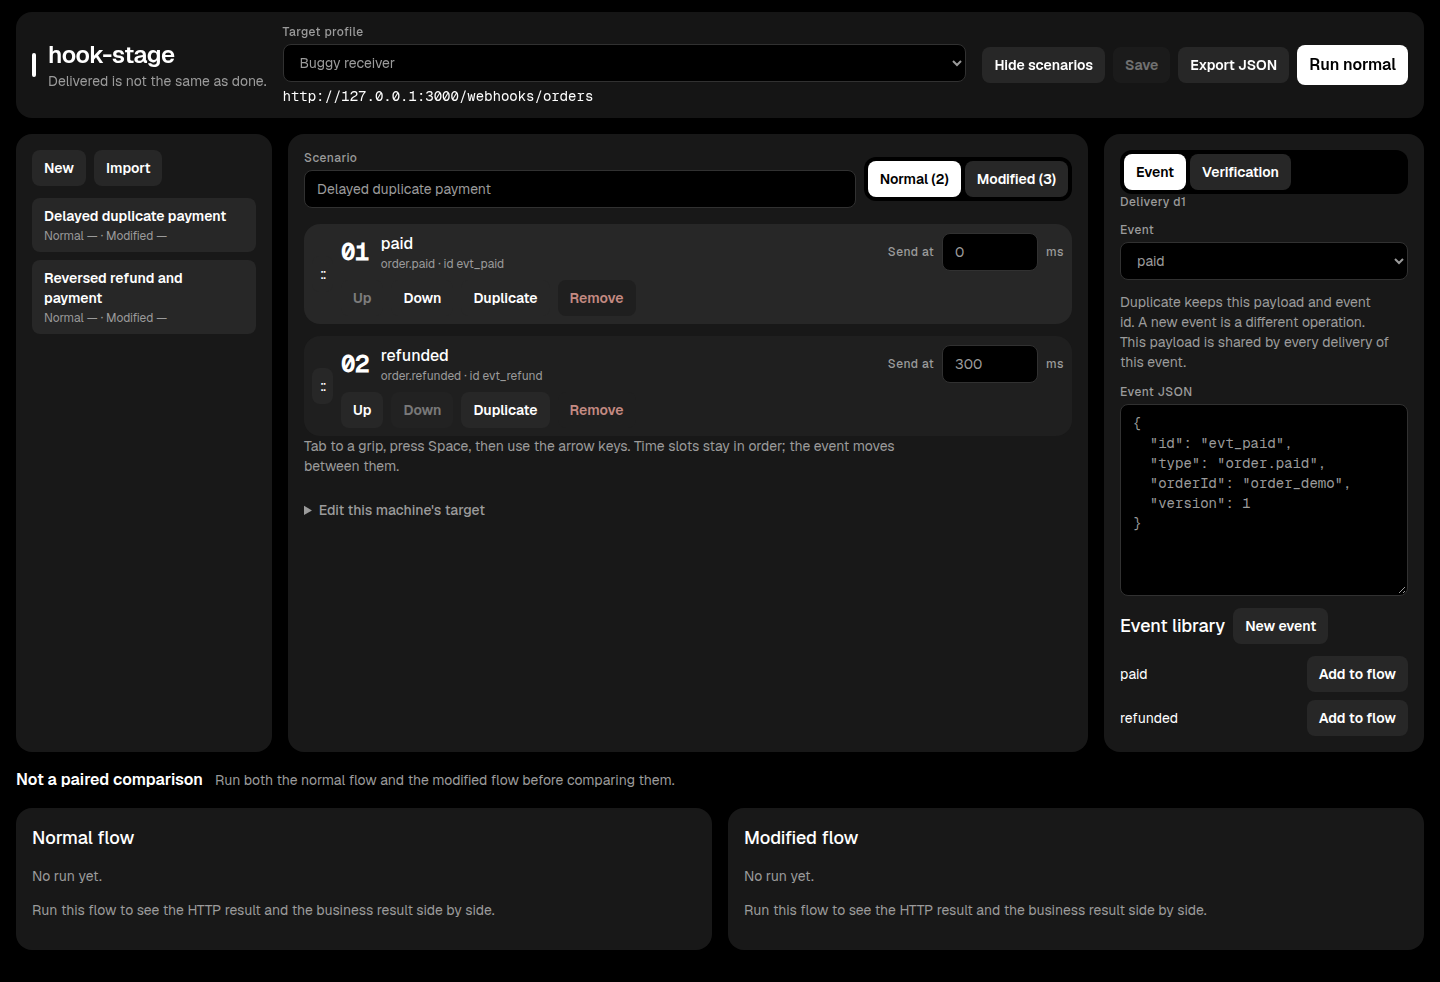 hook-stage
Delivered is not the same as done.
Target profile
Buggy receiver
http://127.0.0.1:3000/webhooks/orders
Hide scenarios
Save
Export JSON
Run normal
New
Import
Delayed duplicate payment
Normal — · Modified —
Reversed refund and
payment
Normal — · Modified —
Scenario
Delayed duplicate payment
Normal (2)
Modified (3)
01
paid
order.paid · id evt_paid
Send at
0
ms
Up
Down
Duplicate
Remove
02
refunded
order.refunded · id evt_refund
Send at
300
ms
Up
Down
Duplicate
Remove
Tab to a grip, press Space, then use the arrow keys. Time slots stay in order; the event moves
between them.
Edit this machine's target
Event
Verification
Delivery d1
Event
paid
Duplicate keeps this payload and event
id. A new event is a different operation.
This payload is shared by every delivery of
this event.
Event JSON
{
"id": "evt_paid",
"type": "order.paid",
"orderId": "order_demo",
"version": 1
}
Event library
New event
paid
Add to flow
refunded
Add to flow
Not a paired comparison
Run both the normal flow and the modified flow before comparing them.
Normal flow
No run yet.
Run this flow to see the HTTP result and the business result side by side.
Modified flow
No run yet.
Run this flow to see the HTTP result and the business result side by side.